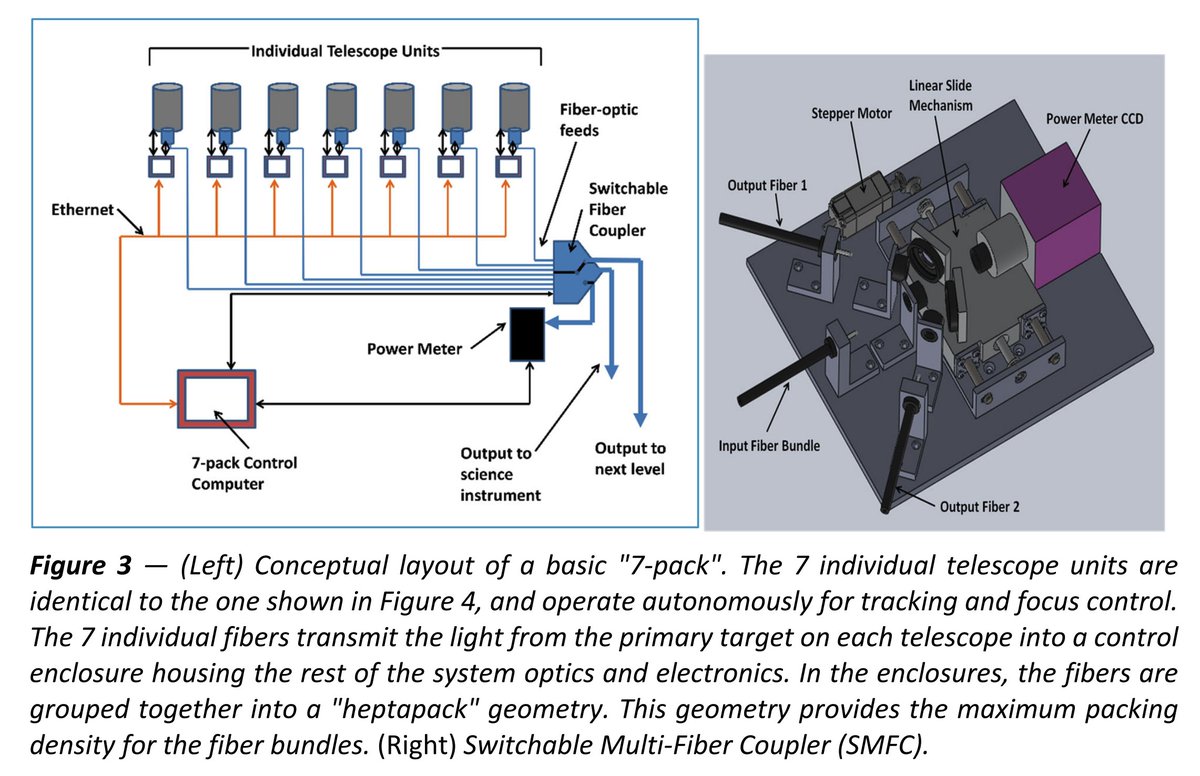 Individual Telescope Units
Fiber-optic
feeds
Switchable
Fiber
Coupler
Ethernet
Power Meter
7-pack Control
Computer
Output to
science
instrument
Output to
next level
Linear Slide
Mechanism
Stepper Motor
Power Meter CCD
Output Fiber 1
Input Fiber Bundle
Output Fiber 2
Figure 3 — (Left) Conceptual layout of a basic "7-pack". The 7 individual telescope units are
identical to the one shown in Figure 4, and operate autonomously for tracking and focus control.
The 7 individual fibers transmit the light from the primary target on each telescope into a control
enclosure housing the rest of the system optics and electronics. In the enclosures, the fibers are
grouped together into a "heptapack" geometry. This geometry provides the maximum packing
density for the fiber bundles. (Right) Switchable Multi-Fiber Coupler (SMFC).